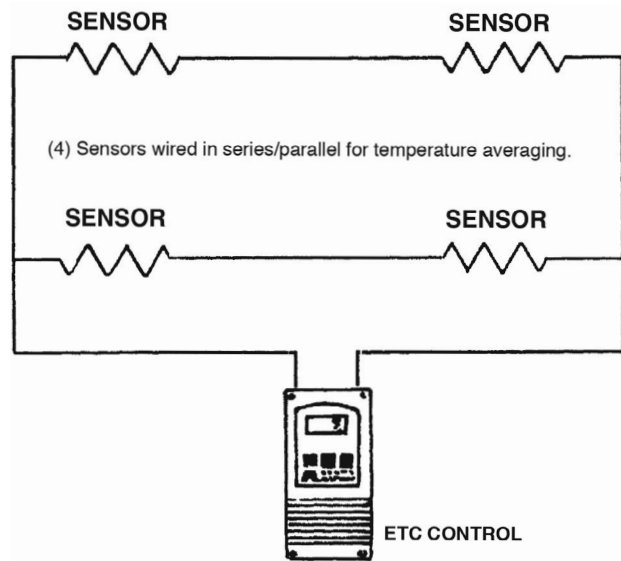 SENSOR SENSOR
(4) Sensors wired in series/parallel for temperature averaging.
SENSOR SENSOR
ETC CONTROL